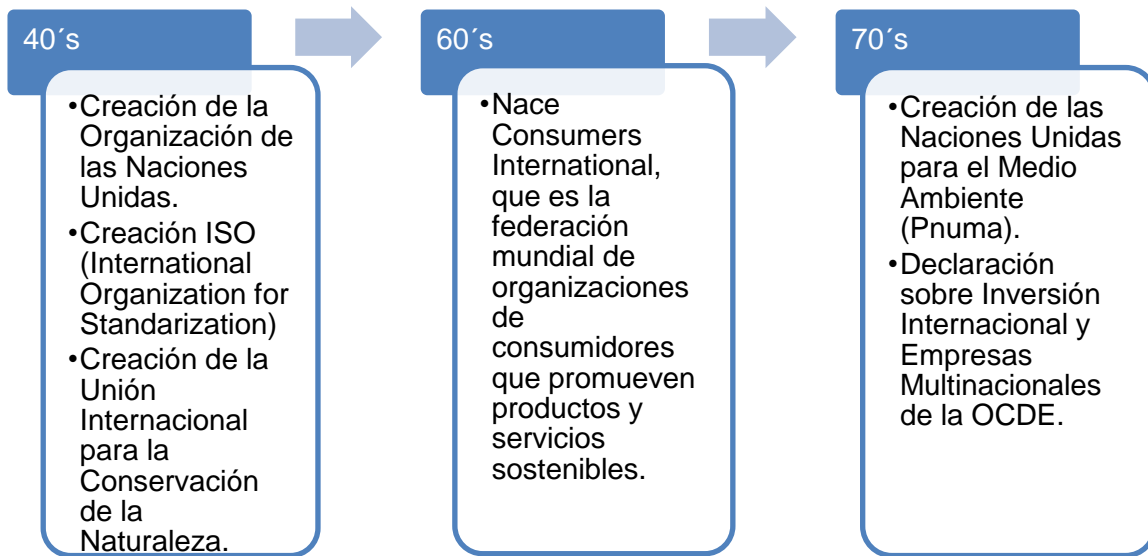 40´s
•Creación de la
Organización de
las Naciones
Unidas.
•Creación ISO
(International
Organization for
Standarization)
•Creación de la
Unión
Internacional
para la
Conservación
de la
Naturaleza.
60´s
•Nace
Consumers
International,
que es la
federación
mundial de
organizaciones
de
consumidores
que promueven
productos y
servicios
sostenibles.
70´s
•Creación de las
Naciones Unidas
para el Medio
Ambiente
(Pnuma).
•Declaración
sobre Inversión
Internacional y
Empresas
Multinacionales
de la OCDE.